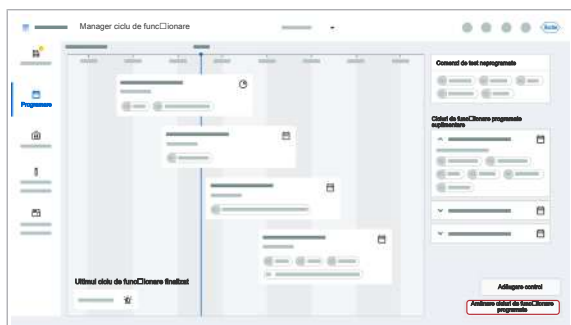 Manager ciclu de func□ionare
Programare
Comenzi de test neprogramate
Cicluri de func□ionare programate
suplimentare
Ultimul ciclu de func□ionare finalizat
Adăugare control
Amânare cicluri de func□ionare
programate